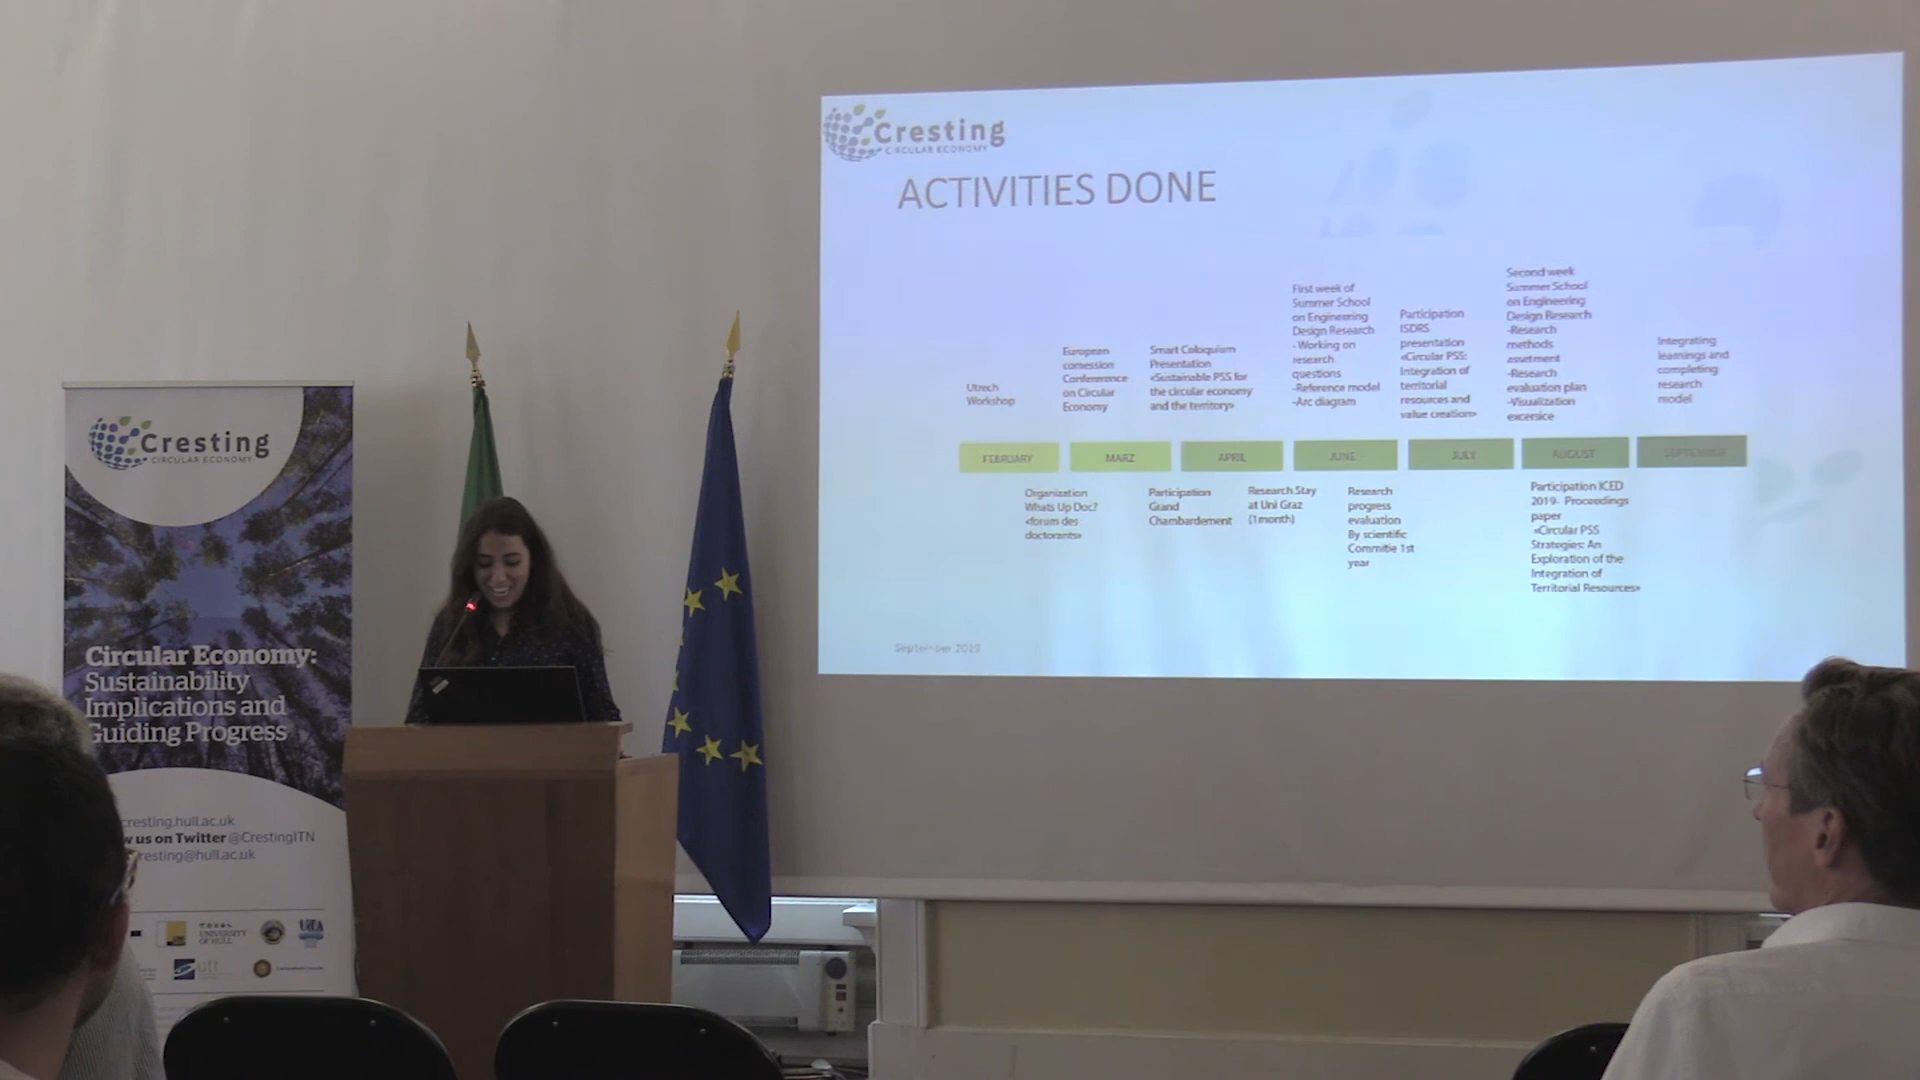 Cresting
CIRCULAR ECONOMY
ACTIVITIES DONE
Utrech
Workshop
European
comession
Conferrence
on Circular
Economy
Smart Coloquium
Presentation
«Sustainable PSS for
the circular economy
and the territory»
First week of
Summer School
on Engineering
Design Research
- Working on
research
questions
-Reference model
-Arc diagram
Participation
ISDRS
presentation
«Circular PSS:
Integration of
territorial
resources and
value creation»
Second week
Summer School
on Engineering
Design Research
-Research
methods
assetment
-Research
evaluation plan
-Visualization
excersice
Integrating
learnings and
completing
research
model
FEBRUARY
MARZ
APRIL
JUNE
JULY
AUGUST
SEPTEMBER
Organization
Whats Up Doc?
«forum des
doctorants»
Participation
Grand
Chambardement
Research Stay
at Uni Graz
(1month)
Research
progress
evaluation
By scientific
Commitie 1st
year
Participation ICED
2019- Proceedings
paper
«Circular PSS
Strategies: An
Exploration of the
Integration of
Territorial Resources»
September 2019
Cresting
CIRCULAR ECONOMY
Circular Economy:
Sustainability
Implications and
Guiding Progress
cresting.hull.ac.uk
w us on Twitter @CrestingITN
resting@hull.ac.uk
UNIVERSITY
OF HULL